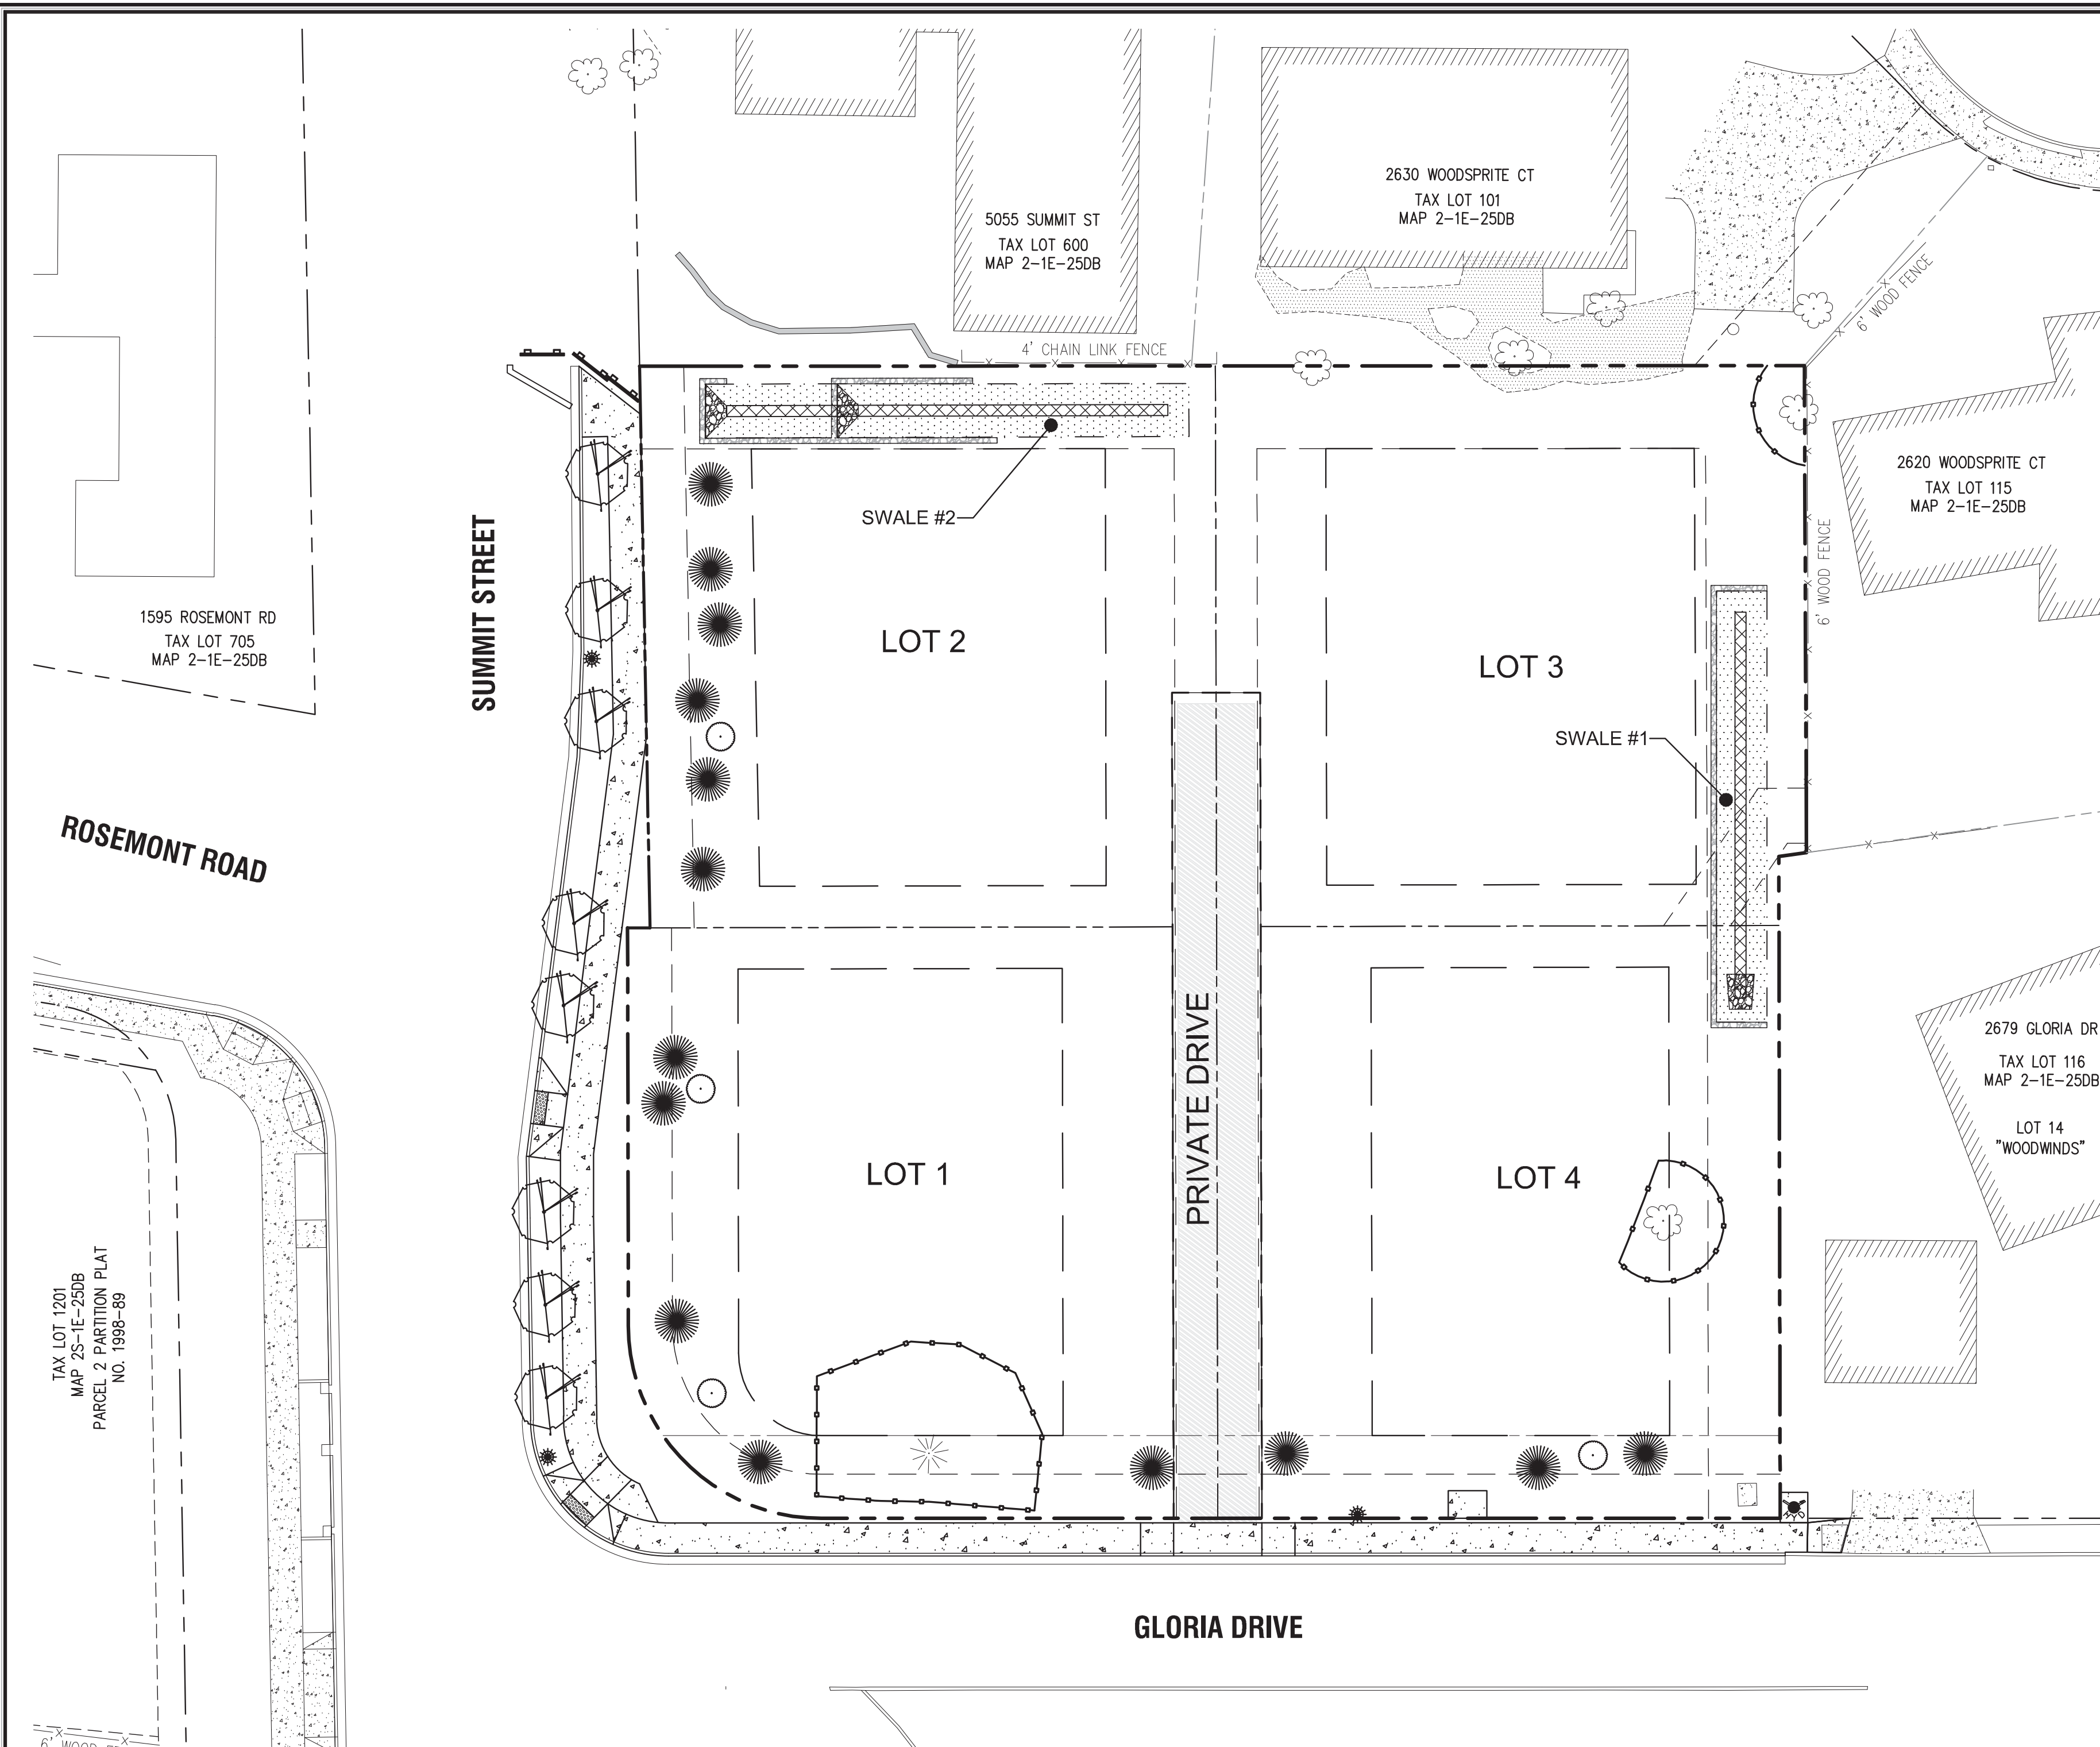 2630 WOODSPRITE CT
TAX LOT 101
MAP 2-1E-25DB
5055 SUMMIT ST
TAX LOT 600
MAP 2-1E-25DB
6' WOOD FENCE
4' CHAIN LINK FENCE
2620 WOODSPRITE CT
TAX LOT 115
MAP 2-1E-25DB
SWALE #2
6' WOOD FENCE
SUMMIT STREET
1595 ROSEMONT RD
TAX LOT 705
MAP 2-1E-25DB
LOT 2
LOT 3
SWALE #1
ROSEMONT ROAD
2679 GLORIA DR
TAX LOT 116
MAP 2-1E-25DB
LOT 14
"WOODWINDS"
PRIVATE DRIVE
LOT 1
LOT 4
TAX LOT 1201
MAP 2S-1E-25DB
PARCEL 2 PARTITION PLAT
NO. 1998-89
GLORIA DRIVE
6' WOOD